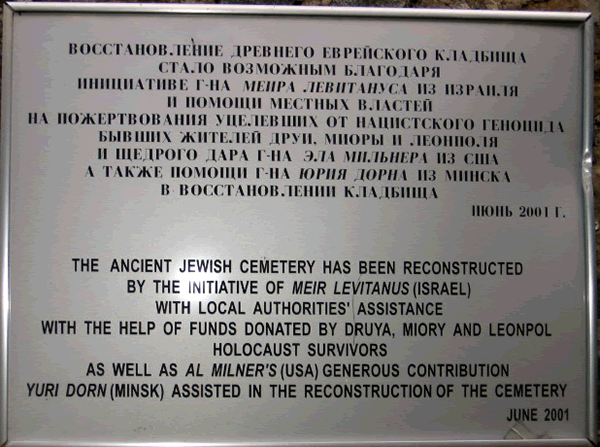 ВОССТАНОВЛЕНИЕ ДРЕВНЕГО ЕВРЕЙСКОГО КЛАДБИЩА
СТАЛО ВОЗМОЖНЫМ БЛАГОДАРЯ
ИНИЦИАТИВЕ Г-НА МЕИРА ЛЕВИТАНУСА ИЗ ИЗРАИЛЯ
И ПОМОЩИ МЕСТНЫХ ВЛАСТЕЙ
НА ПОЖЕРТВОВАНИЯ УЦЕЛЕВШИХ ОТ НАЦИСТСКОГО ГЕНОЦИДА
БЫВШИХ ЖИТЕЛЕЙ ДРУИ, МИОРЫ И ЛЕОНПОЛЯ
И ЩЕДРОГО ДАРА Г-НА ЭЛА МИЛЬНЕРА ИЗ США
А ТАКЖЕ ПОМОЩИ Г-НА ЮРИЯ ДОРНА ИЗ МИНСКА
В ВОССТАНОВЛЕНИИ КЛАДБИЩА
ИЮНЬ 2001 Г.
THE ANCIENT JEWISH CEMETERY HAS BEEN RECONSTRUCTED
BY THE INITIATIVE OF MEIR LEVITANUS (ISRAEL)
WITH LOCAL AUTHORITIES' ASSISTANCE
WITH THE HELP OF FUNDS DONATED BY DRUYA, MIORY AND LEONPOL
HOLOCAUST SURVIVORS
AS WELL AS AL MILNER'S (USA) GENEROUS CONTRIBUTION
YURI DORN (MINSK) ASSISTED IN THE RECONSTRUCTION OF THE CEMETERY
JUNE 2001